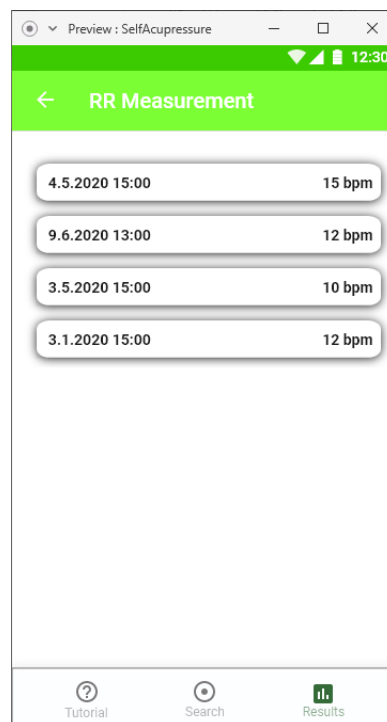 Preview : SelfAcupressure
12:30
RR Measurement
4.5.2020 15:00 15 bpm
9.6.2020 13:00 12 bpm
3.5.2020 15:00 10 bpm
3.1.2020 15:00 12 bpm
Tutorial Search Results